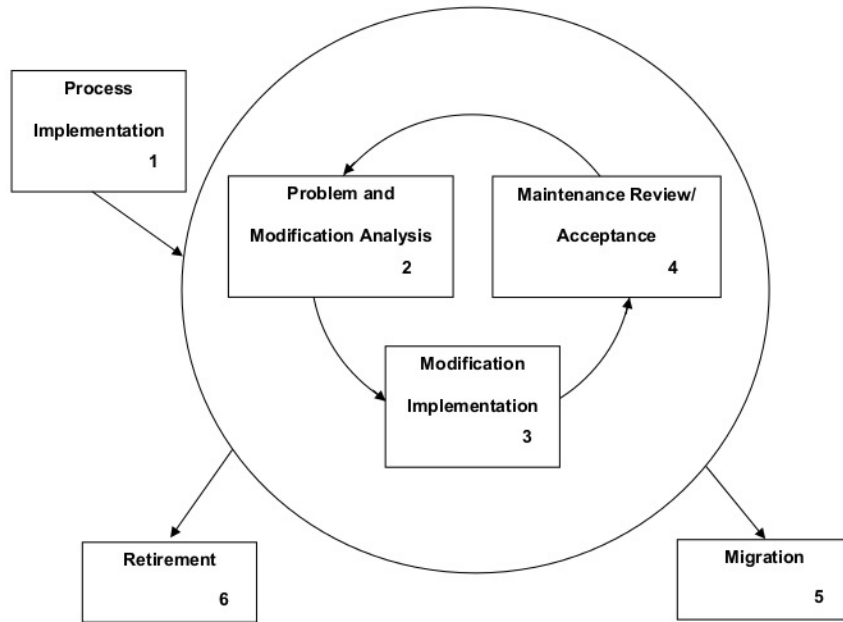 Process
Implementation
1
Problem and
Modification Analysis
2
Maintenance Review/
Acceptance
4
Modification
Implementation
3
Retirement
6
Migration
5